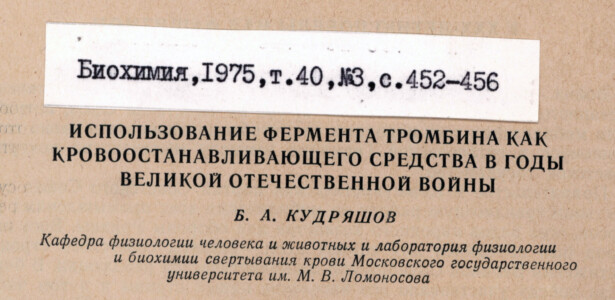 Биохимия,1975,т.40,№3,с.452-456
ИСПОЛЬЗОВАНИЕ ФЕРМЕНТА ТРОМБИНА КАК
КРОВООСТАНАВЛИВАЮЩЕГО СРЕДСТВА В ГОДЫ
ВЕЛИКОЙ ОТЕЧЕСТВЕННОЙ ВОЙНЫ
Б. А. КУДРЯШОВ
Кафедра физиологии человека и животных и лаборатория физиологии
и биохимии свертывания крови Московского государственного
университета им. М. В. Ломоносова